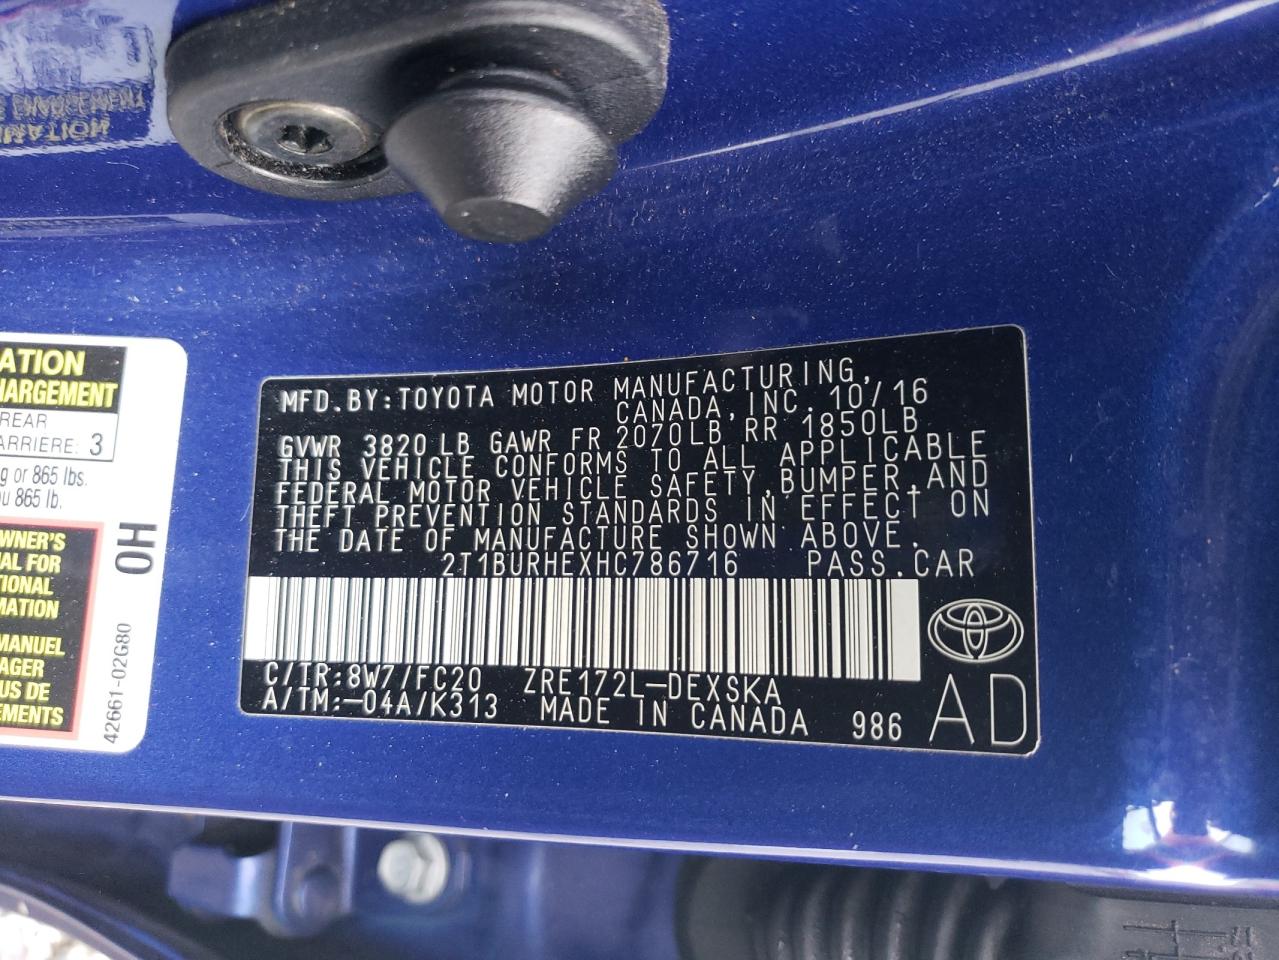 ATION
HARGEMENT
REAR
ARRIERE: 3
g or 865 lbs.
u 865 lb.
WNER'S
AL FOR
TIONAL
MATION
MANUEL
AGER
US DE
EMENTS
HO
42661-02G80
MFD. BY: TOYOTA MOTOR MANUFACTURING,
CANADA, INC. 10/16
GVWR 3820 LB GAWR FR 2070LB RR 1850LB
THIS VEHICLE CONFORMS TO ALL APPLICABLE
FEDERAL MOTOR VEHICLE SAFETY, BUMPER, AND
THEFT PREVENTION STANDARDS IN EFFECT ON
THE DATE OF MANUFACTURE SHOWN ABOVE.
2T1BURHEXHC786716 PASS. CAR
C/TR: 8W7/FC20 ZRE172L-DEXSKA
A/TM: -04A/K313 MADE IN CANADA 986 AD